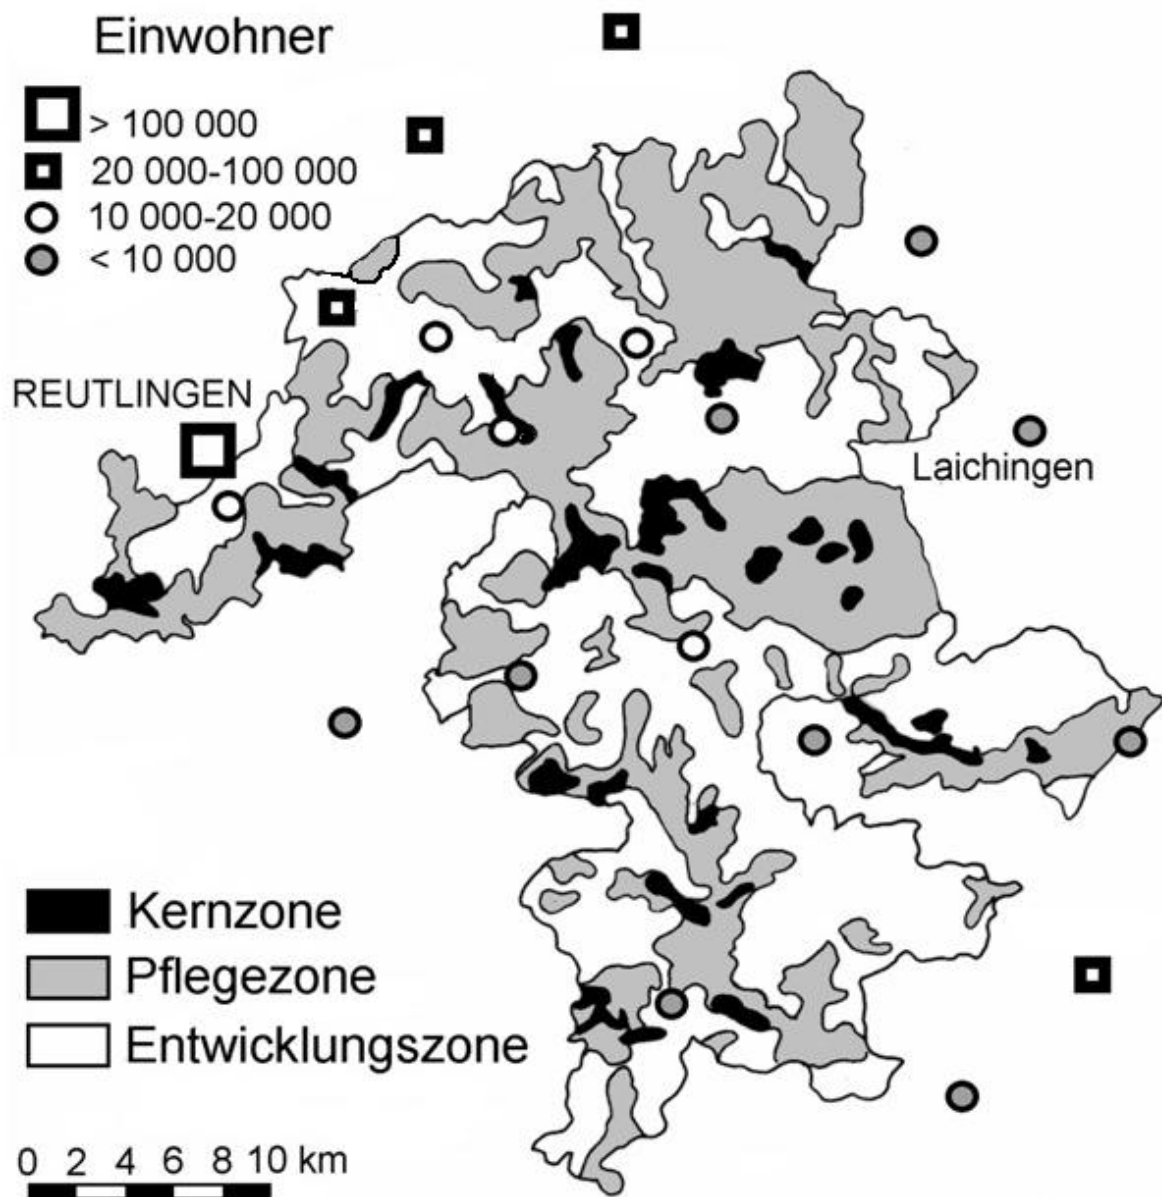 Einwohner
> 100 000
20 000-100 000
10 000-20 000
< 10 000
REUTLINGEN
Laichingen
Kernzone
Pflegezone
Entwicklungszone
0 2 4 6 8 10 km